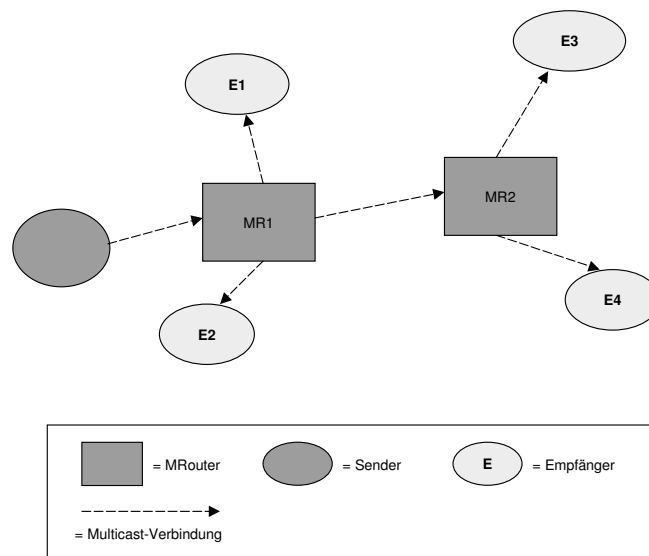 E3
E1
MR2
MR1
E4
E2
= MRouter
= Sender
E
= Empfänger
= Multicast-Verbindung